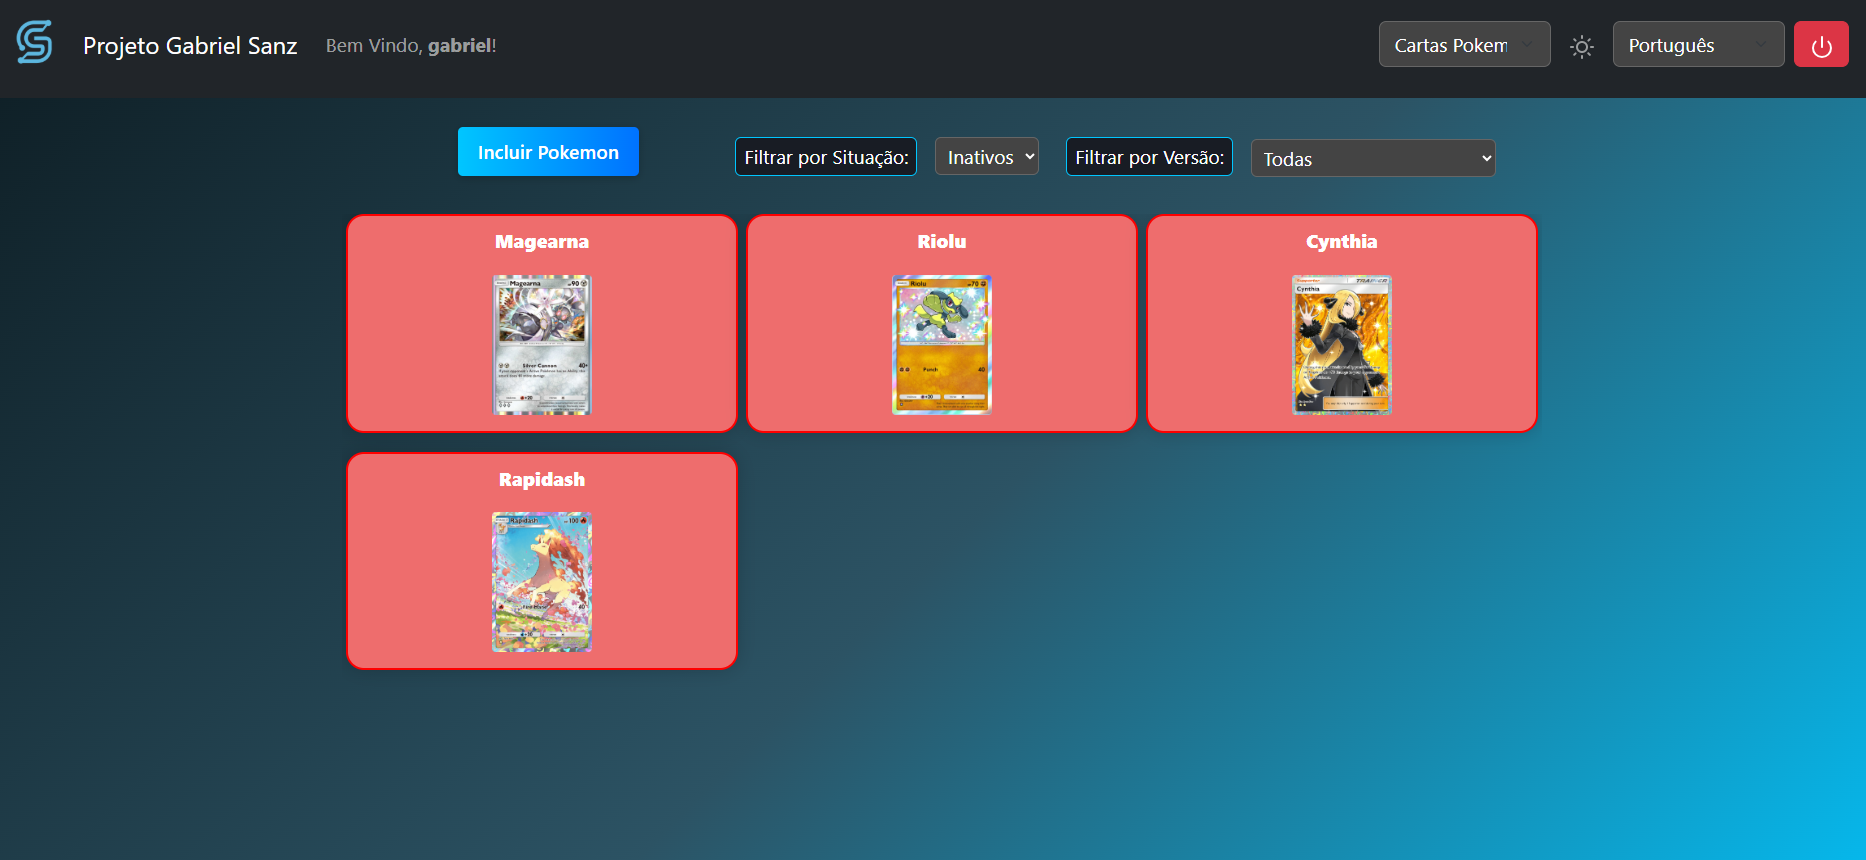 Projeto Gabriel Sanz
Bem Vindo, gabriel!
Cartas Pokem
Português
Incluir Pokemon
Filtrar por Situação:
Inativos
Filtrar por Versão:
Todas
Magearna
Riolu
Cynthia
Magearna 90
Silver Cannon 40+
Riolu 70
Punch 40
TRAINER
Cynthia
Rapidash
Rapidash 100
40